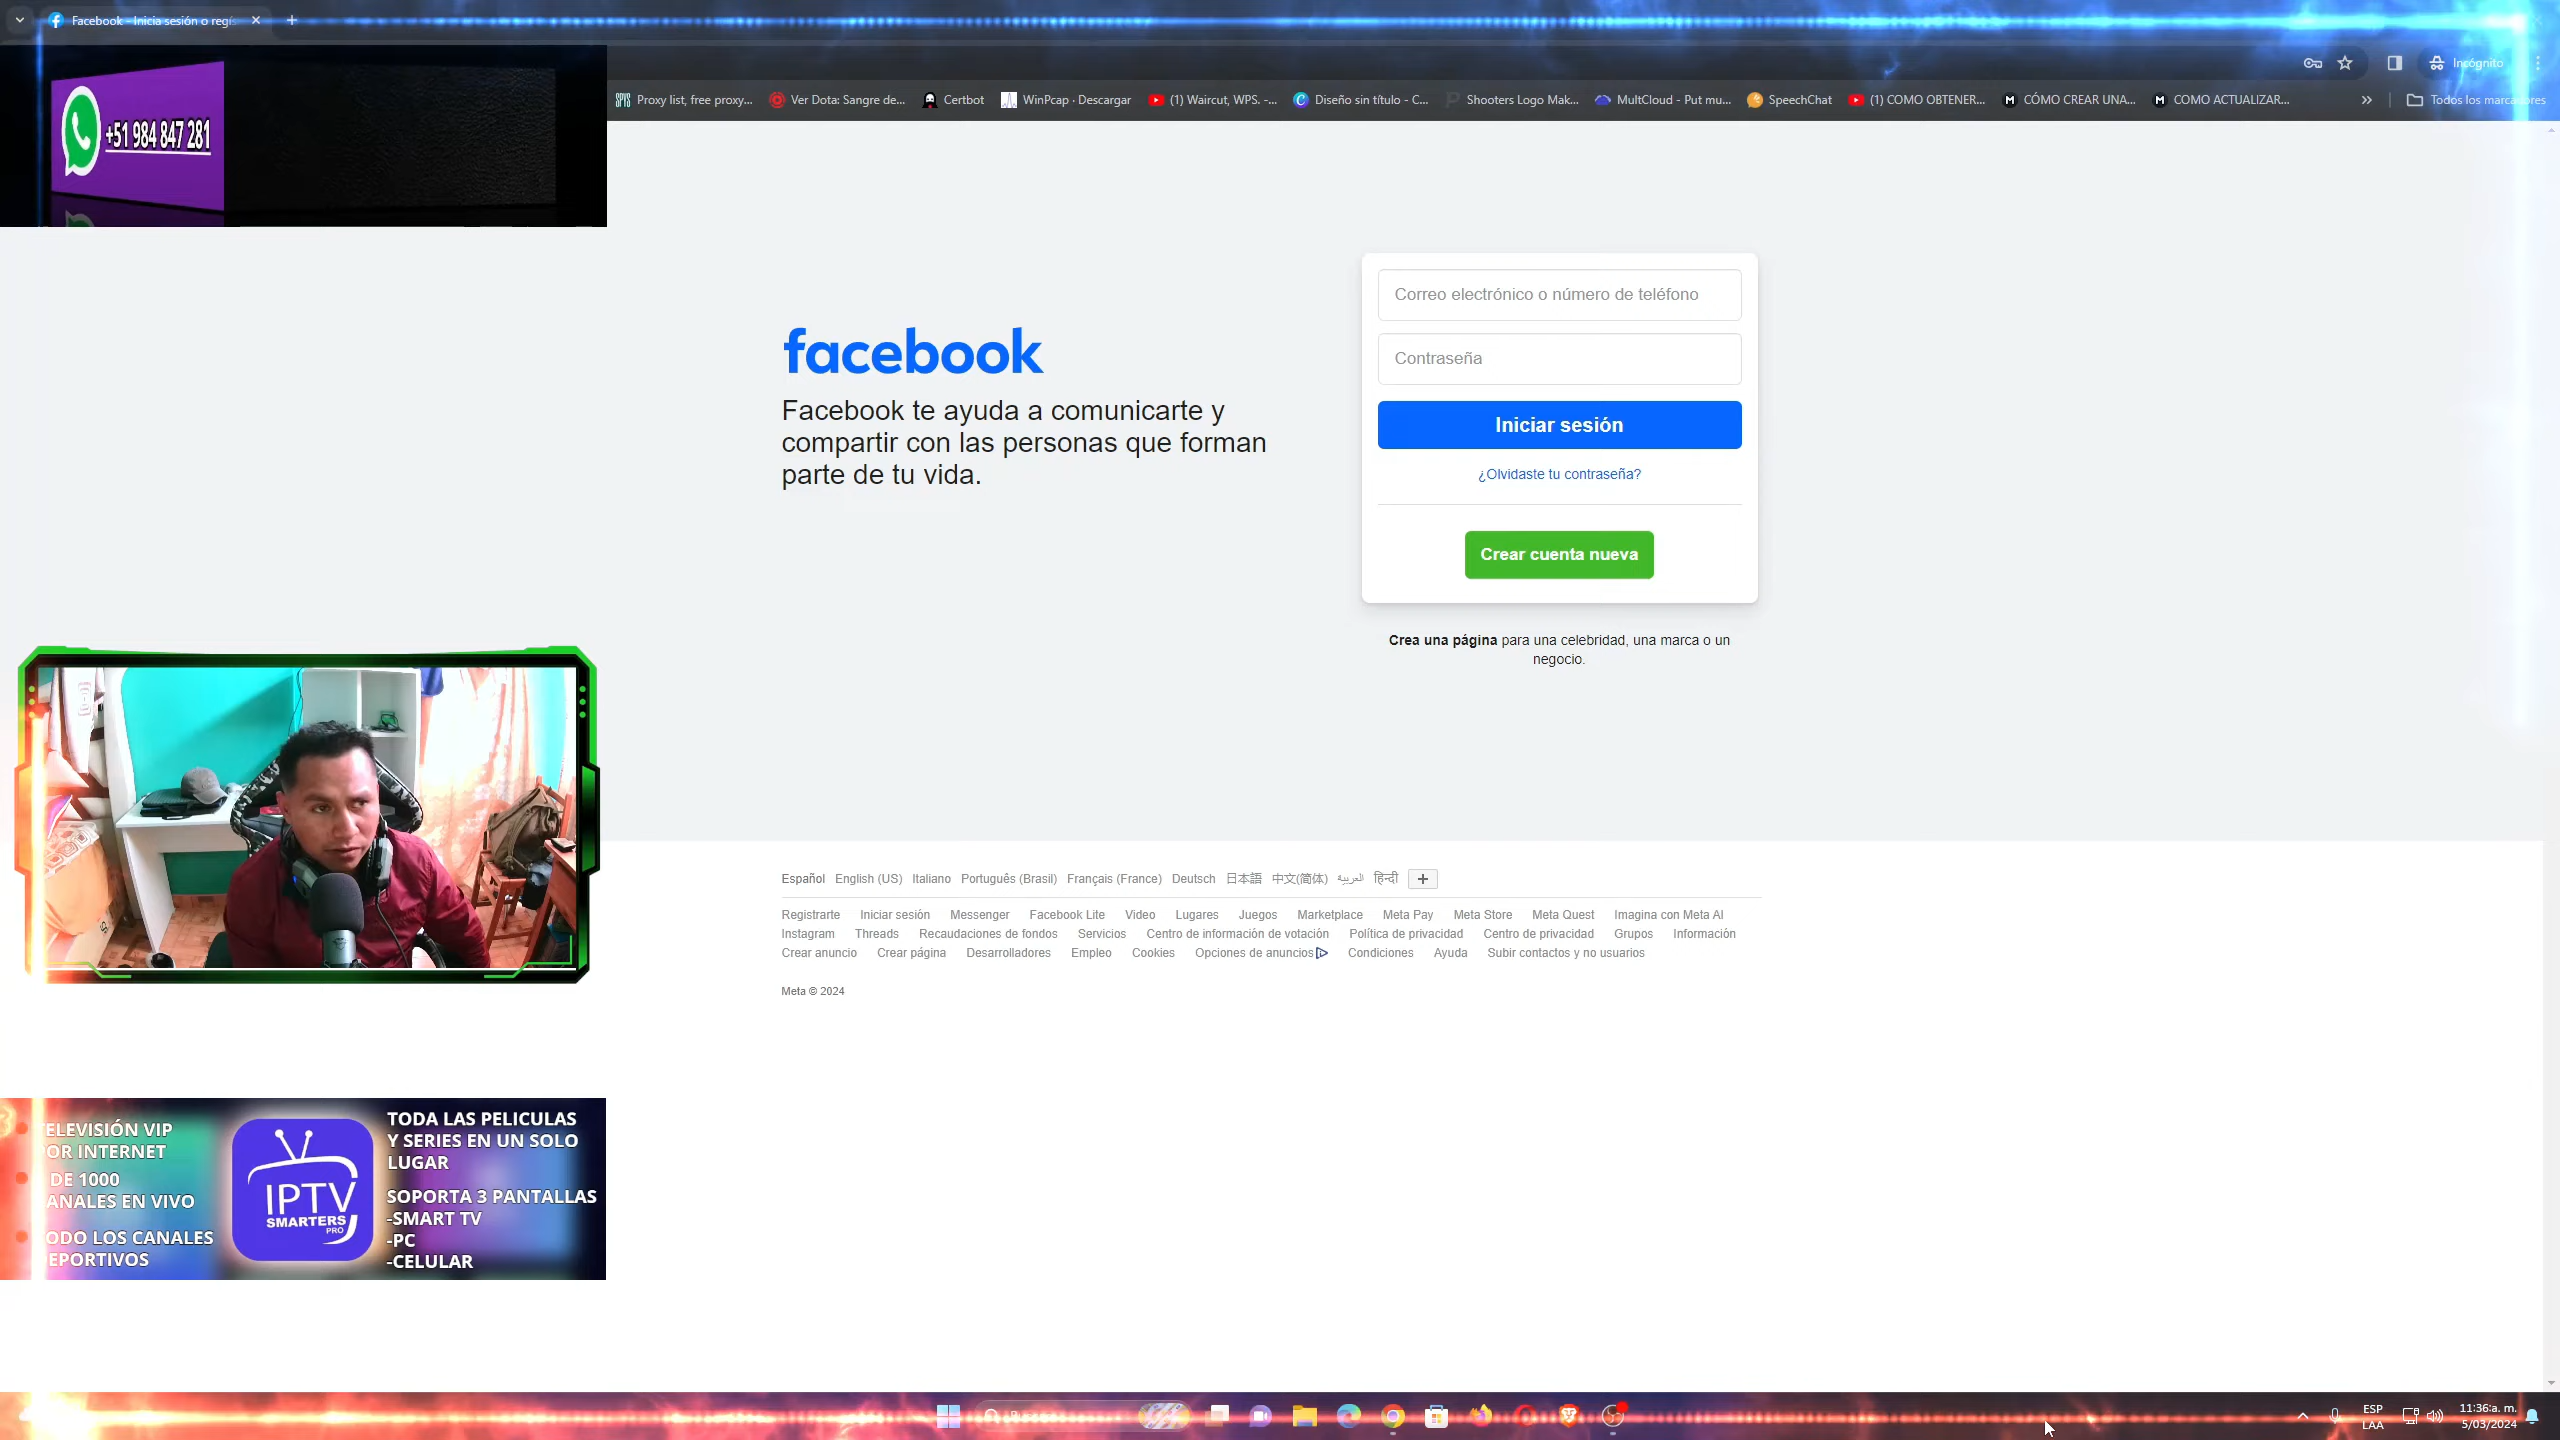 Facebook - Inicia sesión o regís
Incógnito
Proxy list, free proxy...
Ver Dota: Sangre de...
Certbot
WinPcap · Descargar
(1) Waircut, WPS. -...
Diseño sin título - C...
Shooters Logo Mak...
MultCloud - Put mu...
SpeechChat
(1) COMO OBTENER...
CÓMO CREAR UNA...
COMO ACTUALIZAR...
»
Todos los marcadores
+51 984 847 281
facebook
Facebook te ayuda a comunicarte y
compartir con las personas que forman
parte de tu vida.
Correo electrónico o número de teléfono
Contraseña
Iniciar sesión
¿Olvidaste tu contraseña?
Crear cuenta nueva
Crea una página para una celebridad, una marca o un
negocio.
Español English (US) Italiano Português (Brasil) Français (France) Deutsch 日本語 中文(简体) العربية हिन्दी +
Registrarte Iniciar sesión Messenger Facebook Lite Video Lugares Juegos Marketplace Meta Pay Meta Store Meta Quest Imagina con Meta AI
Instagram Threads Recaudaciones de fondos Servicios Centro de información de votación Política de privacidad Centro de privacidad Grupos Información
Crear anuncio Crear página Desarrolladores Empleo Cookies Opciones de anuncios Condiciones Ayuda Subir contactos y no usuarios
Meta © 2024
ELEVISIÓN VIP
OR INTERNET
DE 1000
ANALES EN VIVO
ODO LOS CANALES
EPORTIVOS
IPTV
SMARTERS
PRO
TODA LAS PELICULAS
Y SERIES EN UN SOLO
LUGAR
SOPORTA 3 PANTALLAS
-SMART TV
-PC
-CELULAR
ESP
LAA
11:36 a. m.
5/03/2024